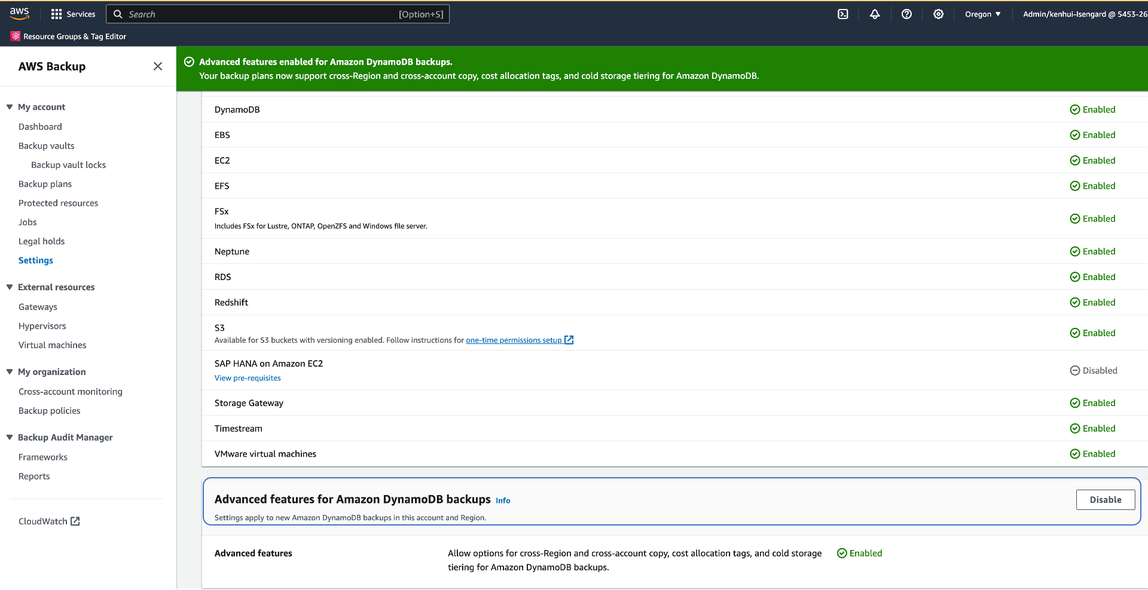 aws
Services
Search
[Option+S]
Oregon
Admin/kenhui-Isengard @ 5453-26
Resource Groups & Tag Editor
AWS Backup
My account
Dashboard
Backup vaults
Backup vault locks
Backup plans
Protected resources
Jobs
Legal holds
Settings
External resources
Gateways
Hypervisors
Virtual machines
My organization
Cross-account monitoring
Backup policies
Backup Audit Manager
Frameworks
Reports
CloudWatch
Advanced features enabled for Amazon DynamoDB backups.
Your backup plans now support cross-Region and cross-account copy, cost allocation tags, and cold storage tiering for Amazon DynamoDB.
DynamoDB Enabled
EBS Enabled
EC2 Enabled
EFS Enabled
FSx
Includes FSx for Lustre, ONTAP, OpenZFS and Windows file server.
Enabled
Neptune Enabled
RDS Enabled
Redshift Enabled
S3
Available for S3 buckets with versioning enabled. Follow instructions for one-time permissions setup
Enabled
SAP HANA on Amazon EC2
View pre-requisites
Disabled
Storage Gateway Enabled
Timestream Enabled
VMware virtual machines Enabled
Advanced features for Amazon DynamoDB backups Info
Settings apply to new Amazon DynamoDB backups in this account and Region.
Disable
Advanced features
Allow options for cross-Region and cross-account copy, cost allocation tags, and cold storage
tiering for Amazon DynamoDB backups.
Enabled